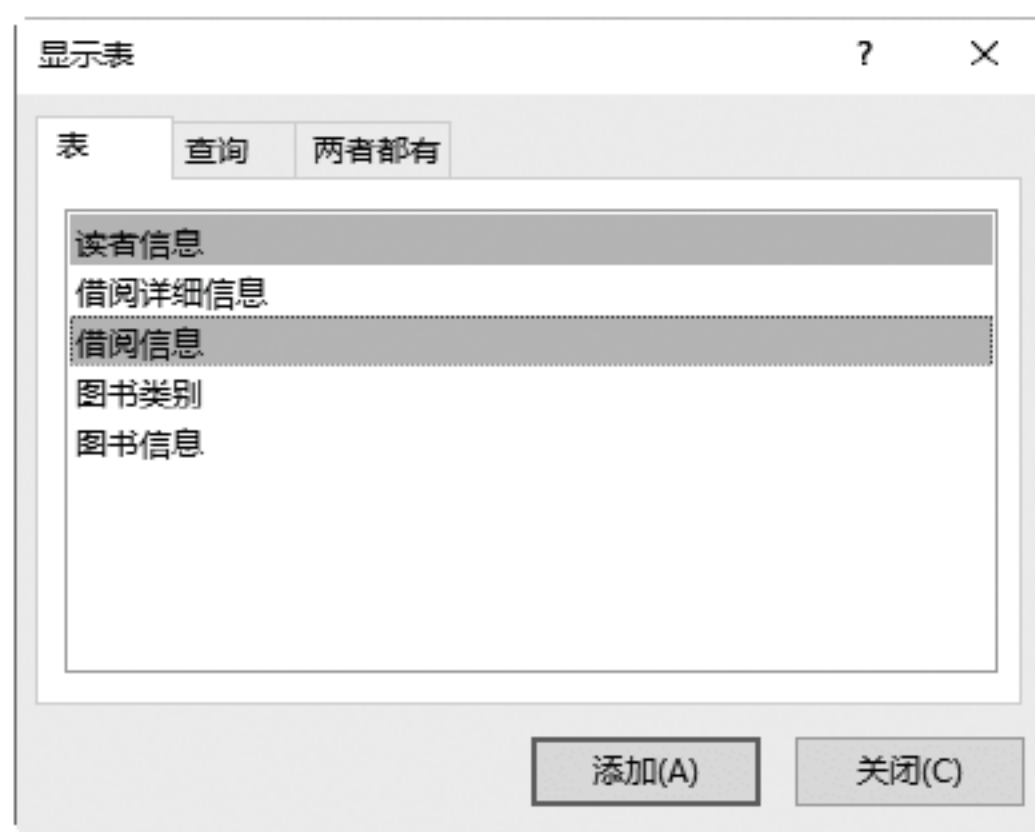 显示表 ? ×
表 查询 两者都有
读者信息
借阅详细信息
借阅信息
图书类别
图书信息
添加(A) 关闭(C)